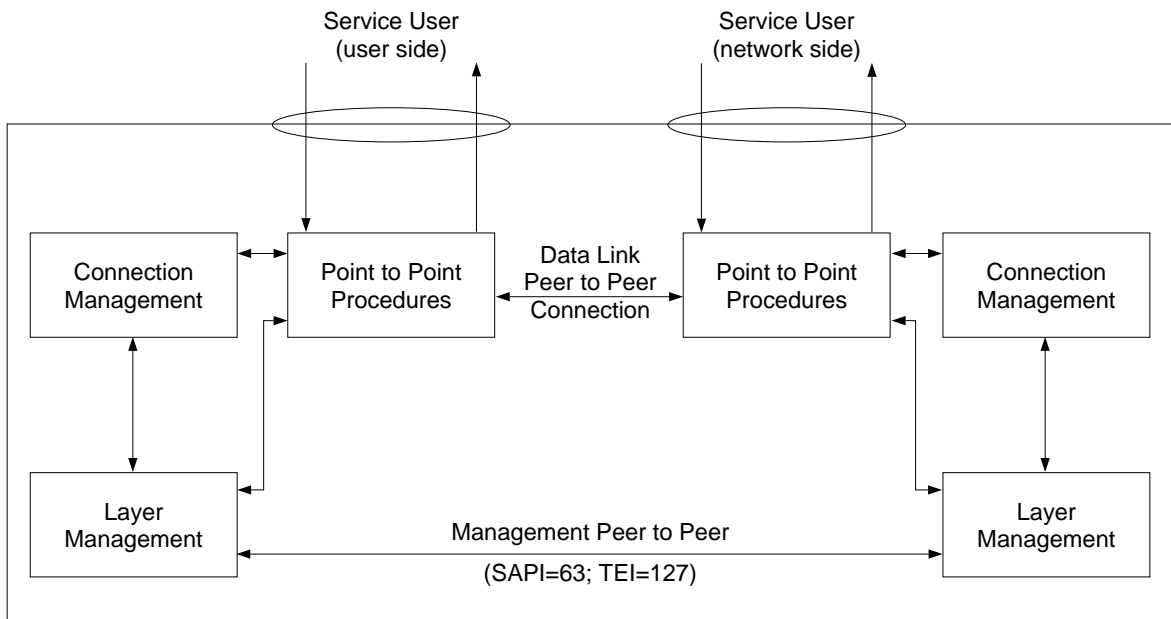 Service User
(user side)
Service User
(network side)
Connection
Management
Point to Point
Procedures
Data Link
Peer to Peer
Connection
Point to Point
Procedures
Connection
Management
Layer
Management
Management Peer to Peer
(SAPI=63; TEI=127)
Layer
Management